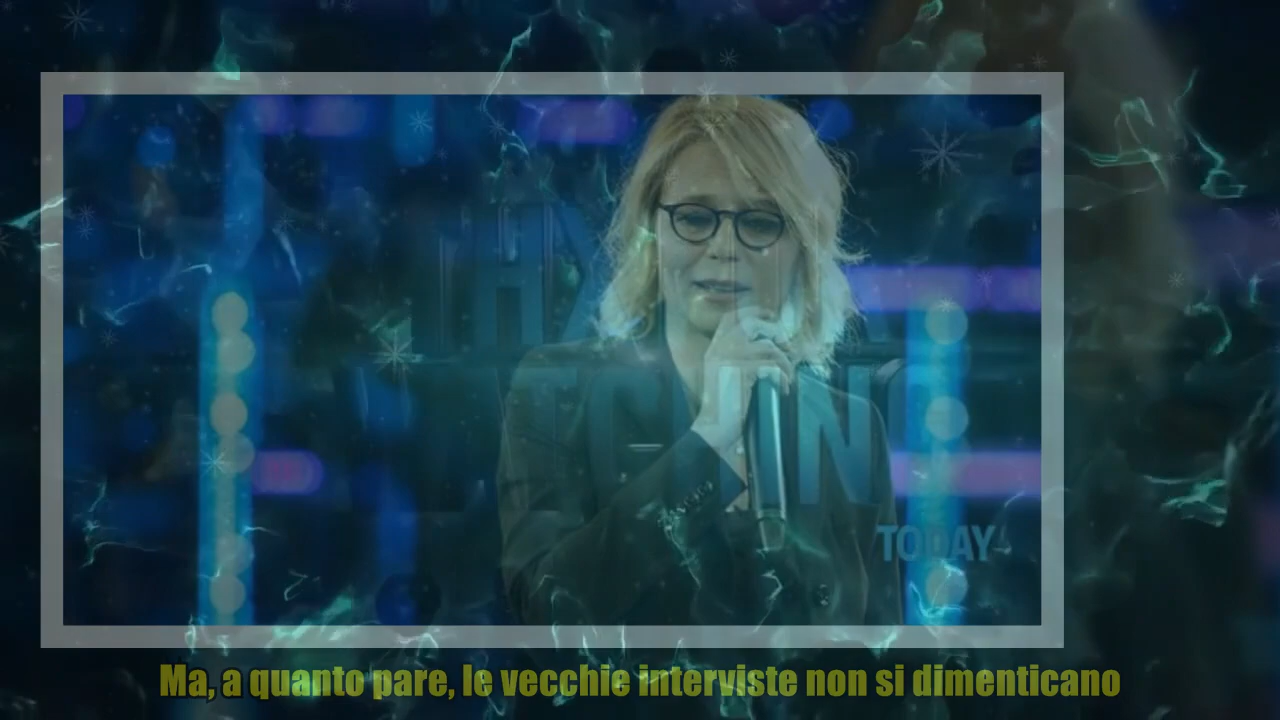 TODAY
Ma, a quanto pare, le vecchie interviste non si dimenticano